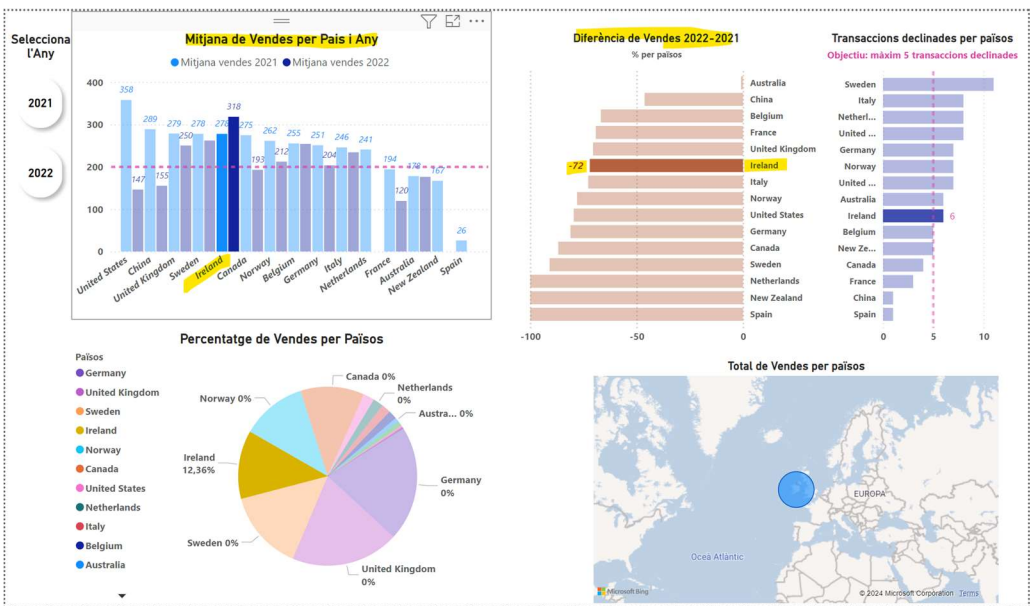 Selecciona
l'Any
2021
2022
Mitjana de Vendes per Pais i Any
Mitjana vendes 2021 Mitjana vendes 2022
400
300
200
100
0
358
147
289
155
279
250
278
278
318
275
193
262
212
255
251
204
246
241
194
120
178
167
26
United States
China
United Kingdom
Sweden
Ireland
Canada
Norway
Belgium
Germany
Italy
Netherlands
France
Australia
New Zealand
Spain
Diferència de Vendes 2022-2021
% per països
Australia
China
Belgium
France
United Kingdom
-72 Ireland
Italy
Norway
United States
Germany
Canada
Sweden
Netherlands
New Zealand
Spain
-100 -50 0
Transaccions declinades per països
Objectiu: màxim 5 transaccions declinades
Sweden
Italy
Netherl...
United ...
Germany
Norway
United ...
Australia
Ireland 6
Belgium
New Ze...
Canada
France
China
Spain
0 5 10
Percentatge de Vendes per Països
Països
Germany
United Kingdom
Sweden
Ireland
Norway
Canada
United States
Netherlands
Italy
Belgium
Australia
Canada 0%
Netherlands
0%
Austra... 0%
Germany
0%
United Kingdom
0%
Sweden 0%
Ireland
12,36%
Norway 0%
Total de Vendes per països
EUROPA
Oceà Atlàntic
Microsoft Bing
© 2024 Microsoft Corporation Terms